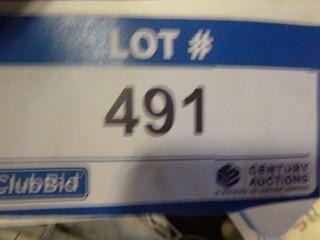 LOT #
491
ClubBid
CENTURY
AUCTIONS